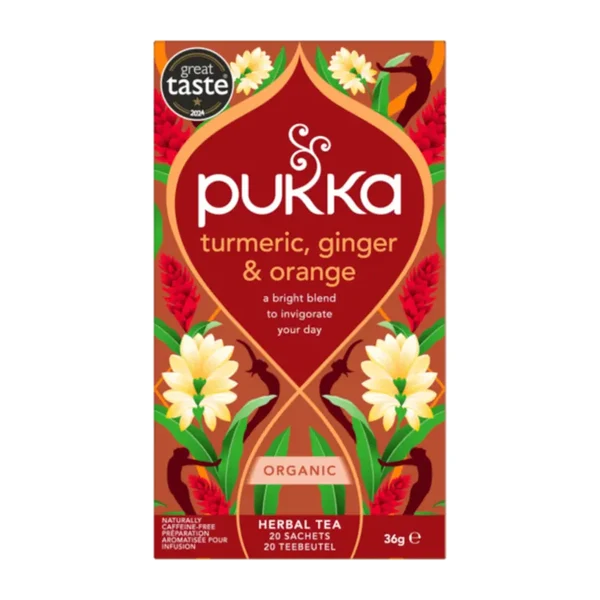 great
taste
2024
pukka
turmeric, ginger
& orange
a bright blend
to invigorate
your day
ORGANIC
NATURALLY
CAFFEINE-FREE
PRÉPARATION
AROMATISÉE POUR
INFUSION
HERBAL TEA
20 SACHETS
20 TEEBEUTEL
36g ℮